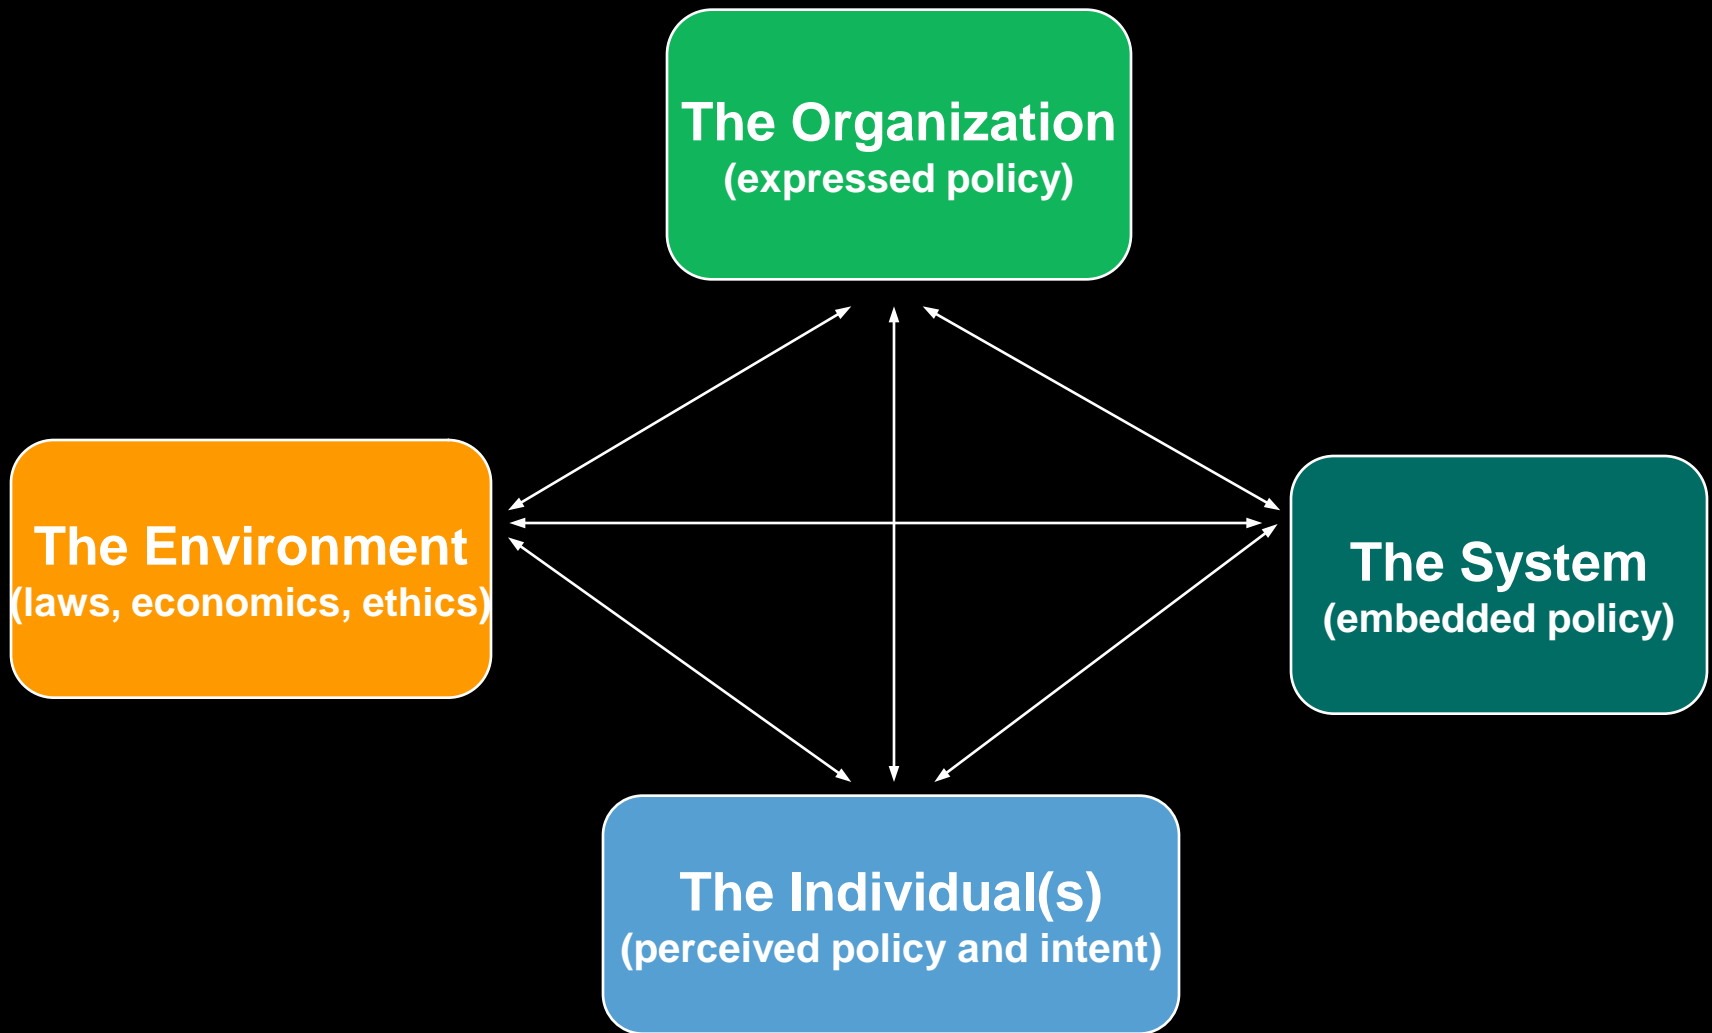 The Organization
(expressed policy)
The Environment
(laws, economics, ethics)
The System
(embedded policy)
The Individual(s)
(perceived policy and intent)